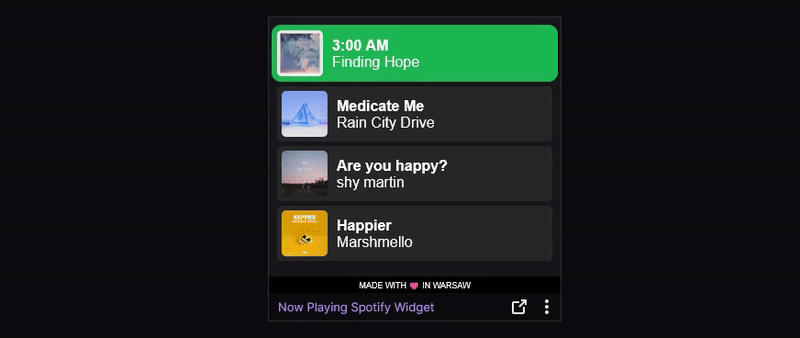 3:00 AM
Finding Hope
Medicate Me
Rain City Drive
Are you happy?
shy martin
HAPPIER
Happier
Marshmello
MADE WITH IN WARSAW
Now Playing Spotify Widget